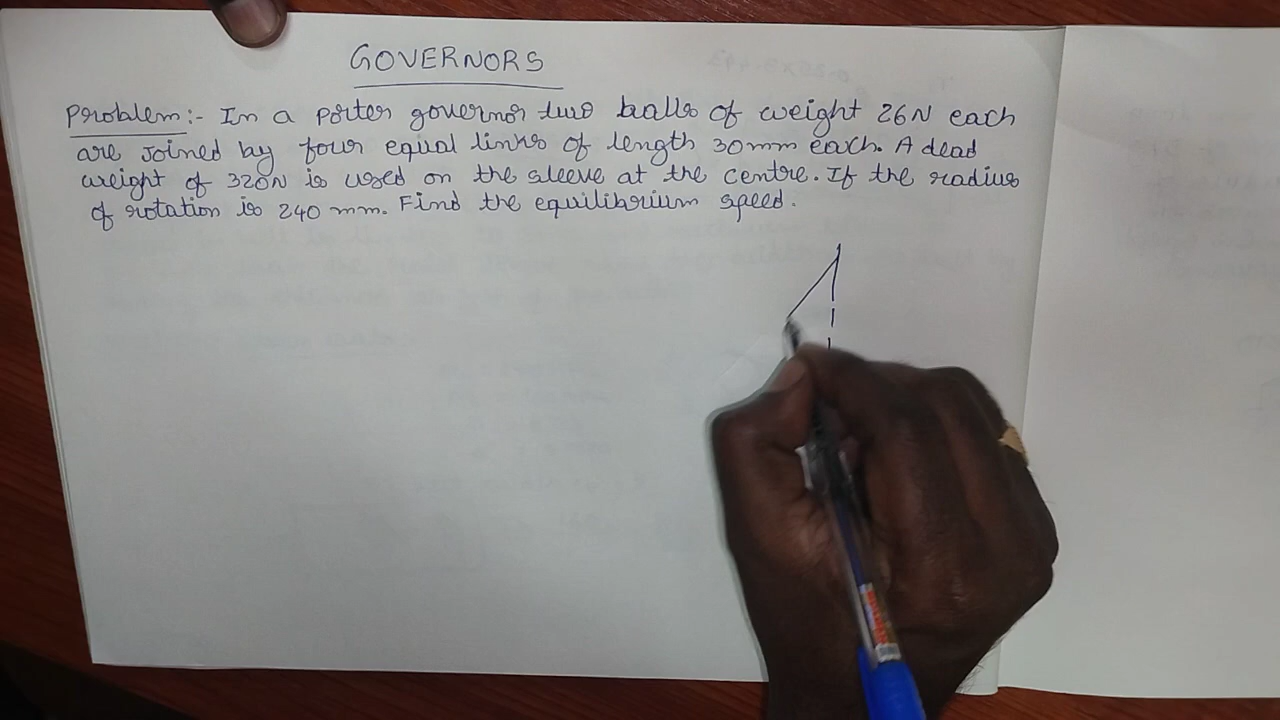 GOVERNORS
Problem:- In a porter governor two balls of weight 26N each
are joined by four equal links of length 30mm each. A dead
weight of 320N is used on the sleeve at the centre. If the radius
of rotation is 240 mm. Find the equilibrium speed.